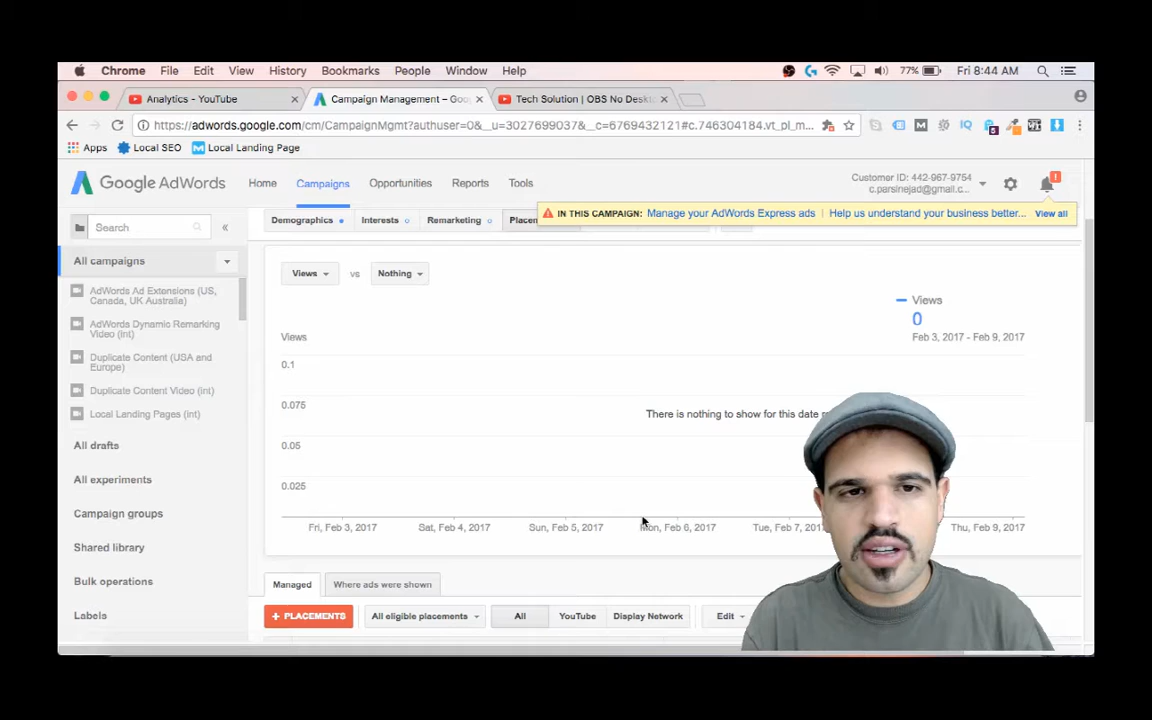 Chrome File Edit View History Bookmarks People Window Help 77% Fri 8:44 AM
Analytics - YouTube Campaign Management – Goo Tech Solution | OBS No Deskt
https://adwords.google.com/cm/CampaignMgmt?authuser=0&__u=3027699037&__c=6769432121#c.746304184.vt_pl_m...
Apps Local SEO Local Landing Page
Google AdWords Home Campaigns Opportunities Reports Tools
Customer ID: 442-967-9754
c.parsinejad@gmail.c...
Search
Demographics Interests Remarketing
IN THIS CAMPAIGN: Manage your AdWords Express ads Help us understand your business better... View all
All campaigns
AdWords Ad Extensions (US,
Canada, UK Australia)
AdWords Dynamic Remarking
Video (int)
Duplicate Content (USA and
Europe)
Duplicate Content Video (int)
Local Landing Pages (int)
All drafts
All experiments
Campaign groups
Shared library
Bulk operations
Labels
Views vs Nothing
Views
0
Feb 3, 2017 - Feb 9, 2017
Views
0.1
0.075
0.05
0.025
There is nothing to show for this date
Fri, Feb 3, 2017 Sat, Feb 4, 2017 Sun, Feb 5, 2017 Mon, Feb 6, 2017 Tue, Feb 7, Thu, Feb 9, 2017
Managed Where ads were shown
+ PLACEMENTS All eligible placements All YouTube Display Network Edit